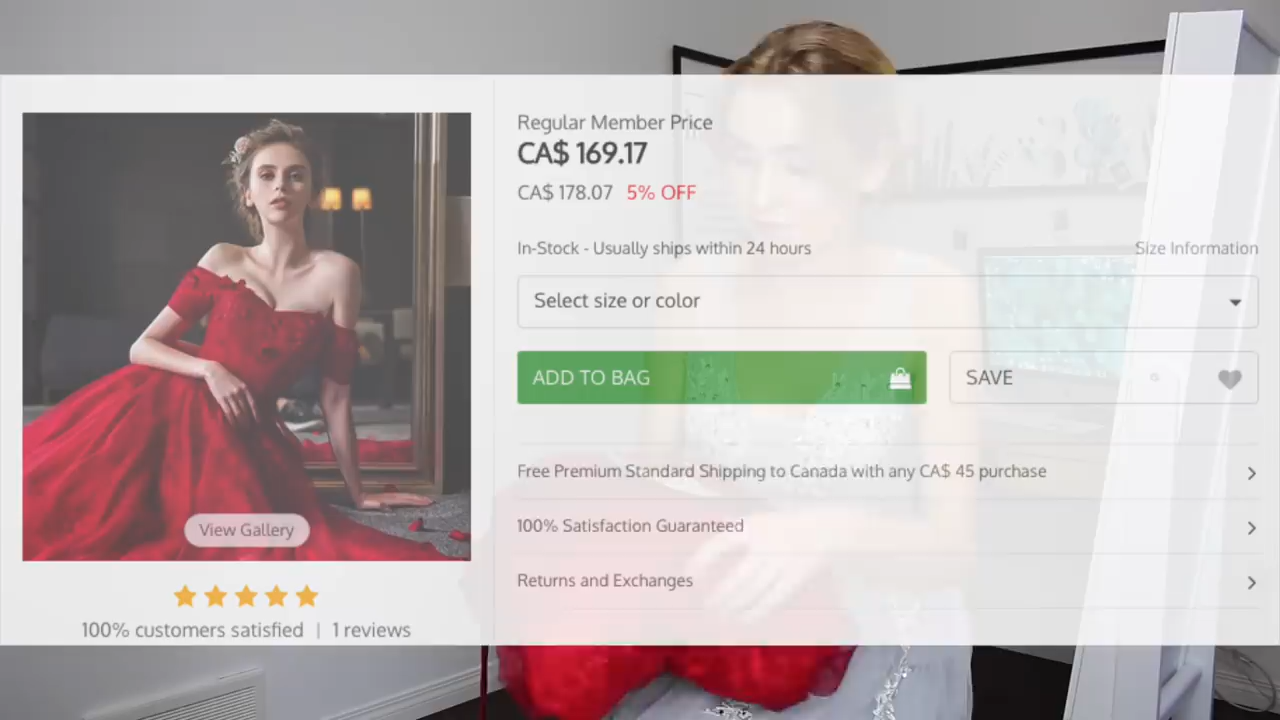 Regular Member Price
CA$ 169.17
CA$ 178.07 5% OFF
In-Stock - Usually ships within 24 hours
Size Information
Select size or color
ADD TO BAG
SAVE
Free Premium Standard Shipping to Canada with any CA$ 45 purchase
100% Satisfaction Guaranteed
Returns and Exchanges
View Gallery
100% customers satisfied | 1 reviews